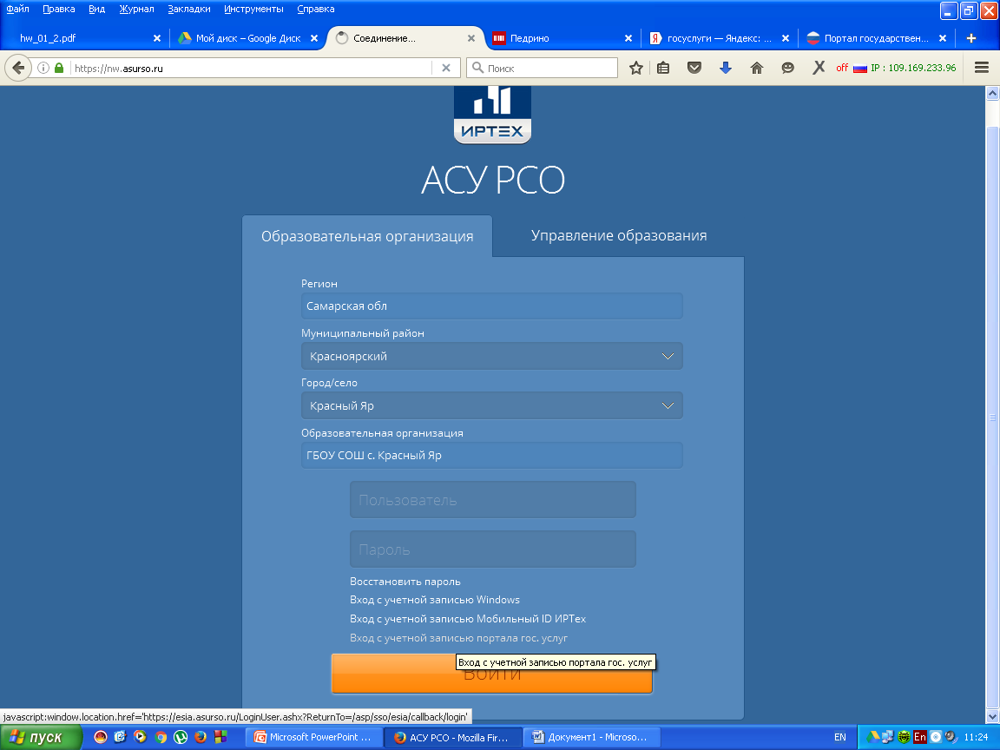 Файл Правка Вид Журнал Закладки Инструменты Справка
hw_01_2.pdf
Мой диск – Google Диск
Соединение...
Педрино
госуслуги — Яндекс: ...
Портал государствен...
https://nw.asurso.ru
Поиск
off
IP : 109.169.233.96
ИРТЕХ
АСУ РСО
Образовательная организация
Управление образования
Регион
Самарская обл
Муниципальный район
Красноярский
Город/село
Красный Яр
Образовательная организация
ГБОУ СОШ с. Красный Яр
Пользователь
Пароль
Восстановить пароль
Вход с учетной записью Windows
Вход с учетной записью Мобильный ID ИРТех
Вход с учетной записью портала гос. услуг
Вход с учетной записью портала гос. услуг
Войти
javascript:window.location.href='https://esia.asurso.ru/LoginUser.ashx?ReturnTo=/asp/sso/esia/callback/login'
пуск
Microsoft PowerPoint ...
АСУ РСО - Mozilla Fir...
Документ1 - Microso...
EN
En
11:24